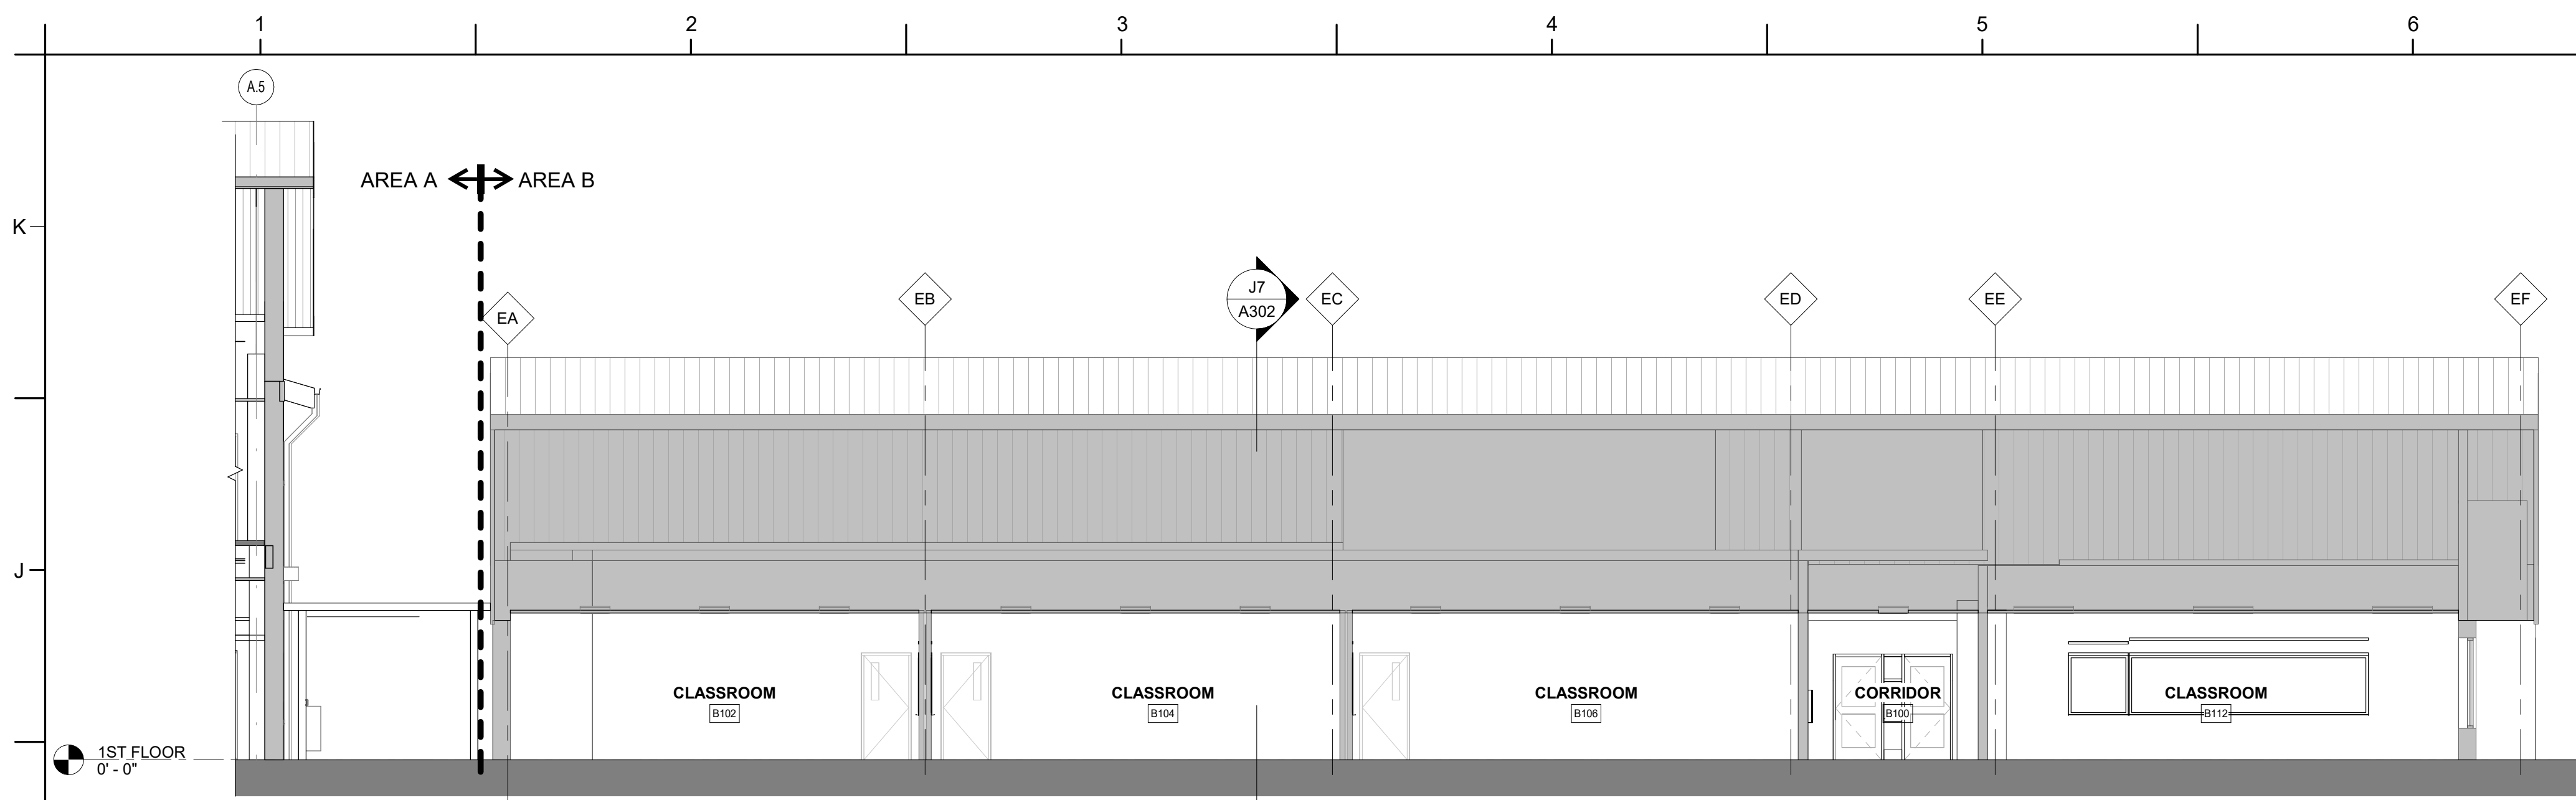 1 2 3 4 5 6
A.5
AREA A AREA B
K
J7
A302
EA EB EC ED EE EF
J
CLASSROOM CLASSROOM CLASSROOM CORRIDOR CLASSROOM
B102 B104 B106 B100 B112
1ST FLOOR
0' - 0"